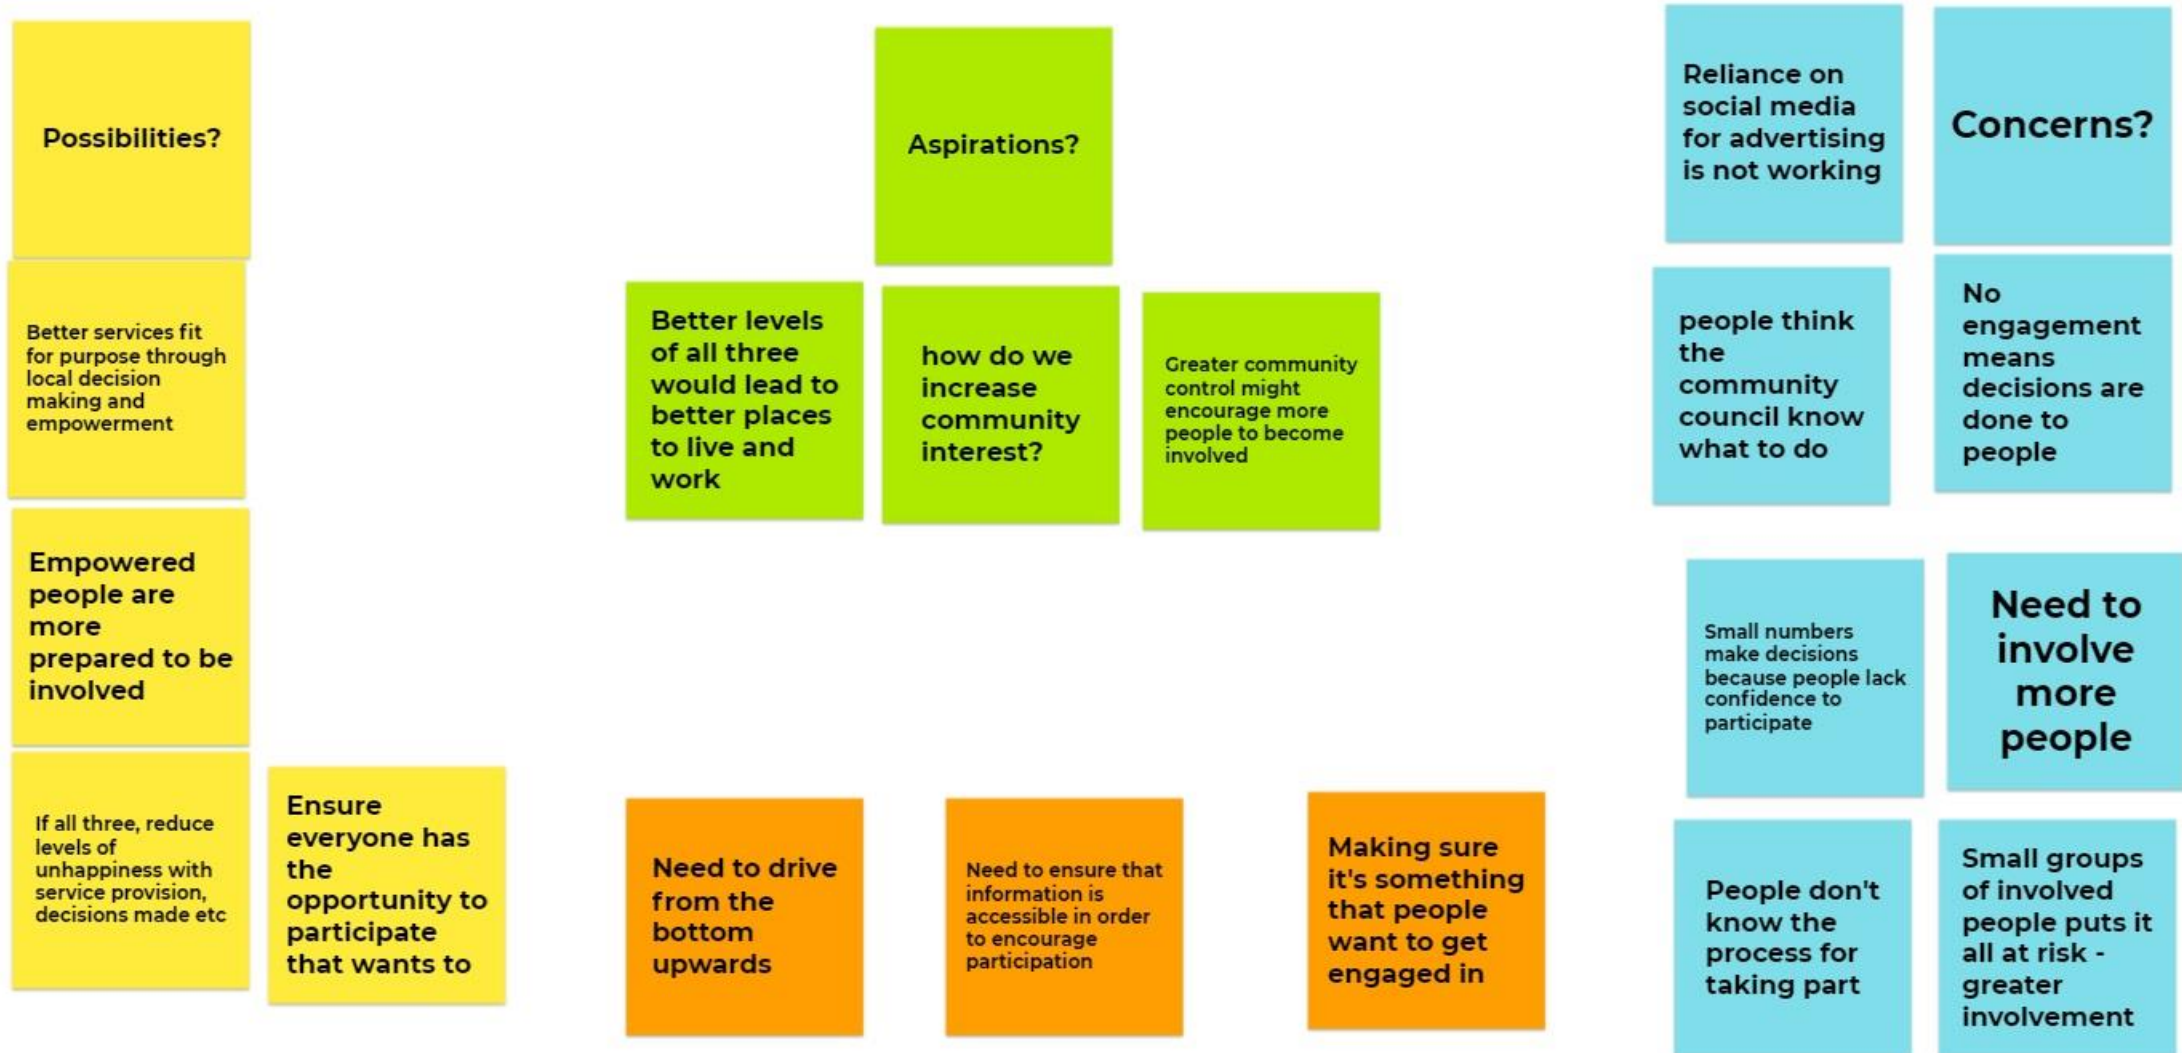 Possibilities?
Better services fit
for purpose through
local decision
making and
empowerment
Empowered
people are
more
prepared to be
involved
If all three, reduce
levels of
unhappiness with
service provision,
decisions made etc
Ensure
everyone has
the
opportunity to
participate
that wants to
Aspirations?
Better levels
of all three
would lead to
better places
to live and
work
how do we
increase
community
interest?
Greater community
control might
encourage more
people to become
involved
Need to drive
from the
bottom
upwards
Need to ensure that
information is
accessible in order
to encourage
participation
Making sure
it's something
that people
want to get
engaged in
Reliance on
social media
for advertising
is not working
Concerns?
people think
the
community
council know
what to do
No
engagement
means
decisions are
done to
people
Small numbers
make decisions
because people lack
confidence to
participate
Need to
involve
more
people
People don't
know the
process for
taking part
Small groups
of involved
people puts it
all at risk -
greater
involvement